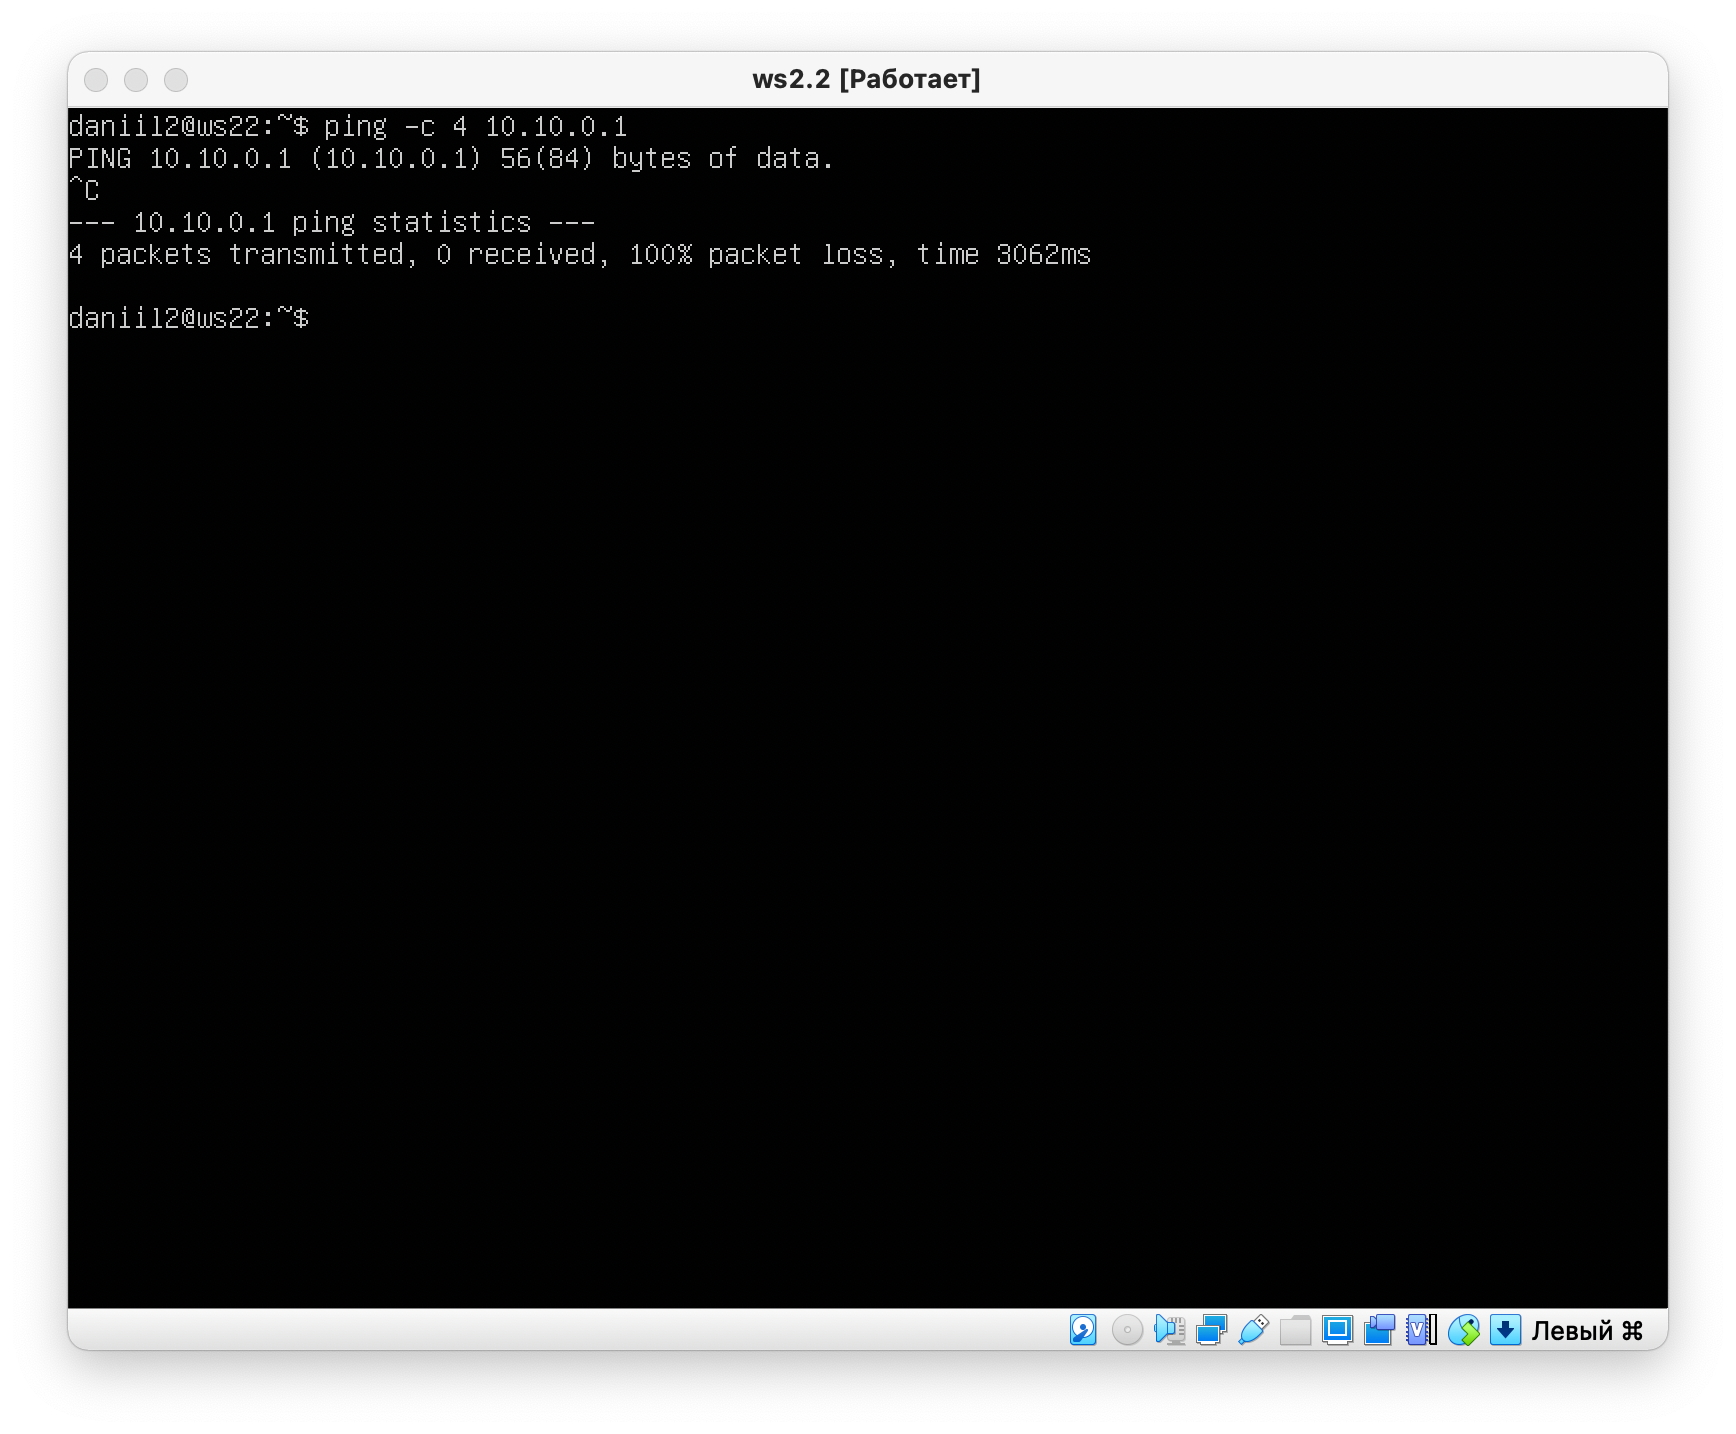 ws2.2 [Работает]
daniil2@ws22:~$ ping -c 4 10.10.0.1
PING 10.10.0.1 (10.10.0.1) 56(84) bytes of data.
^C
--- 10.10.0.1 ping statistics ---
4 packets transmitted, 0 received, 100% packet loss, time 3062ms
daniil2@ws22:~$
Левый ⌘